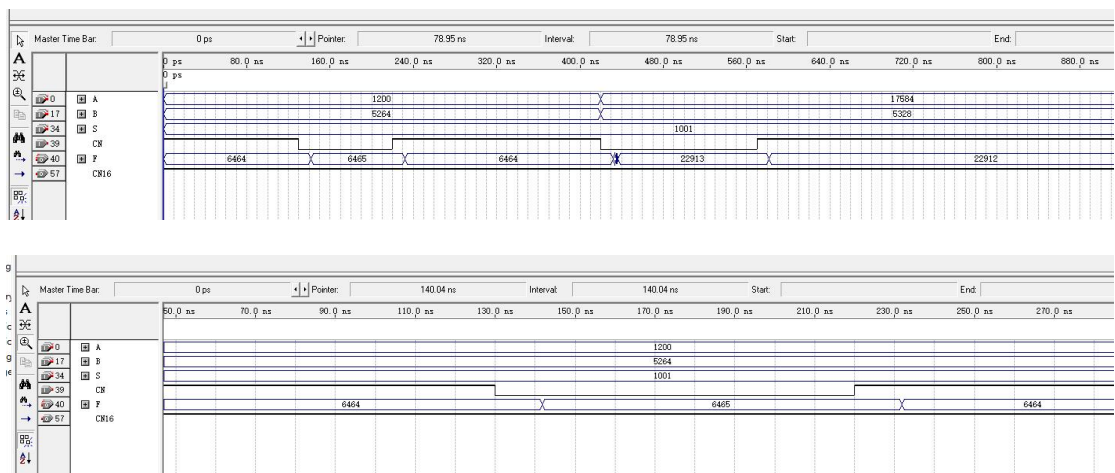 Master Time Bar: 0 ps Pointer: 78.95 ns Interval: 78.95 ns Start: End:
0 ps 80.0 ns 160.0 ns 240.0 ns 320.0 ns 400.0 ns 480.0 ns 560.0 ns 640.0 ns 720.0 ns 800.0 ns 880.0 ns
0 ps
0 A 1200 17584
17 B 5264 5328
34 S 1001
39 CN
40 F 6464 6465 6464 22913 22912
57 CN16
Master Time Bar: 0 ps Pointer: 140.04 ns Interval: 140.04 ns Start: End:
50.0 ns 70.0 ns 90.0 ns 110.0 ns 130.0 ns 150.0 ns 170.0 ns 190.0 ns 210.0 ns 230.0 ns 250.0 ns 270.0 ns
0 A 1200
17 B 5264
34 S 1001
39 CN
40 F 6464 6465 6464
57 CN16